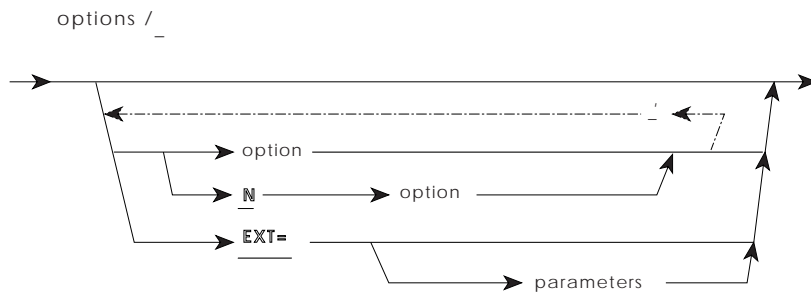 options /_
,
option
N option
EXT=
parameters